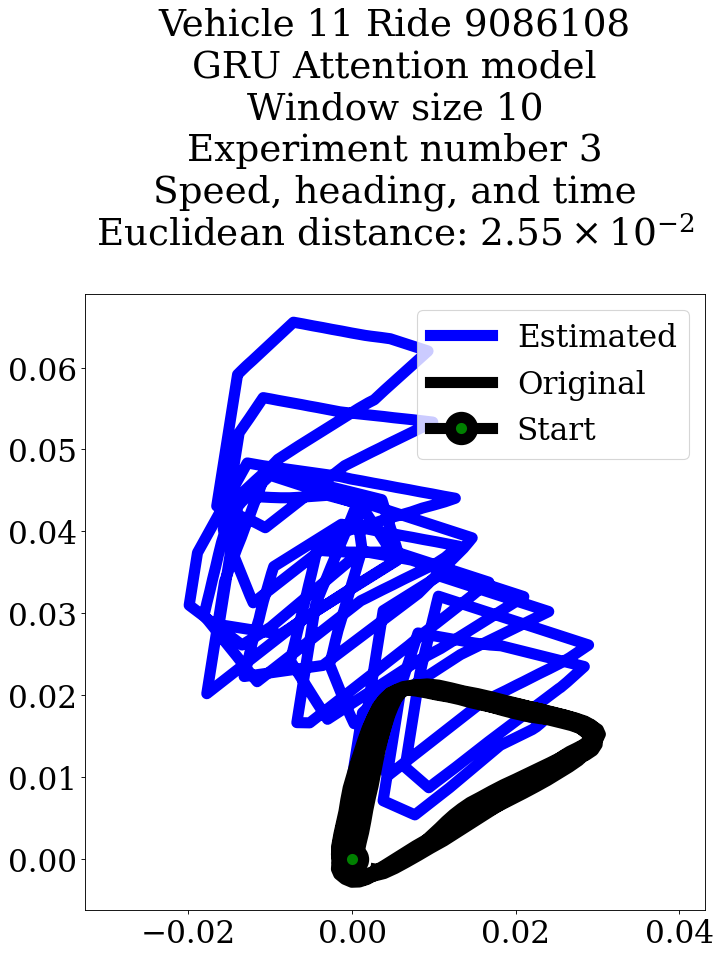 Vehicle 11 Ride 9086108
GRU Attention model
Window size 10
Experiment number 3
Speed, heading, and time
Euclidean distance: 2.55 × 10⁻²
Estimated
Original
Start
0.06
0.05
0.04
0.03
0.02
0.01
0.00
−0.02
0.00
0.02
0.04